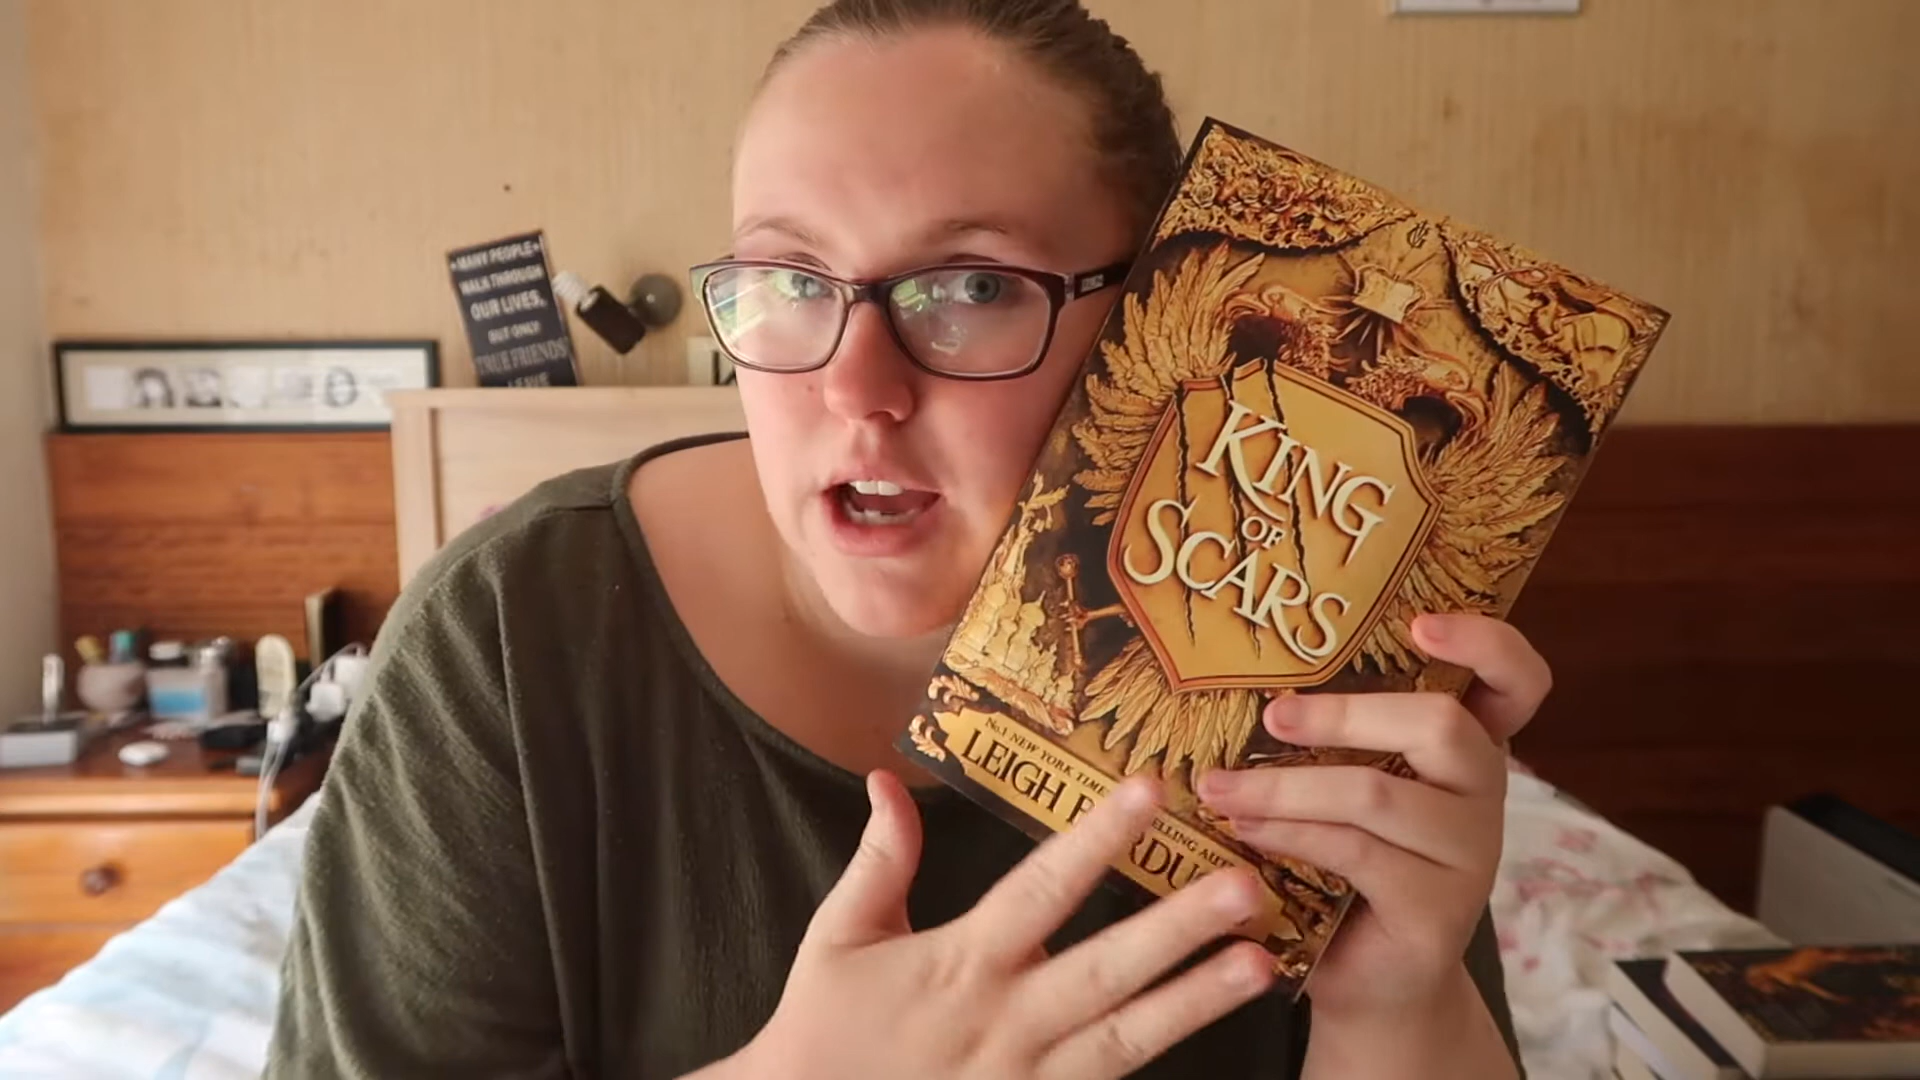 MANY PEOPLE
WALK THROUGH
OUR LIVES,
BUT ONLY
TRUE FRIENDS
LEAVE
KING
OF
SCARS
No.1 NEW YORK TIMES
LEIGH